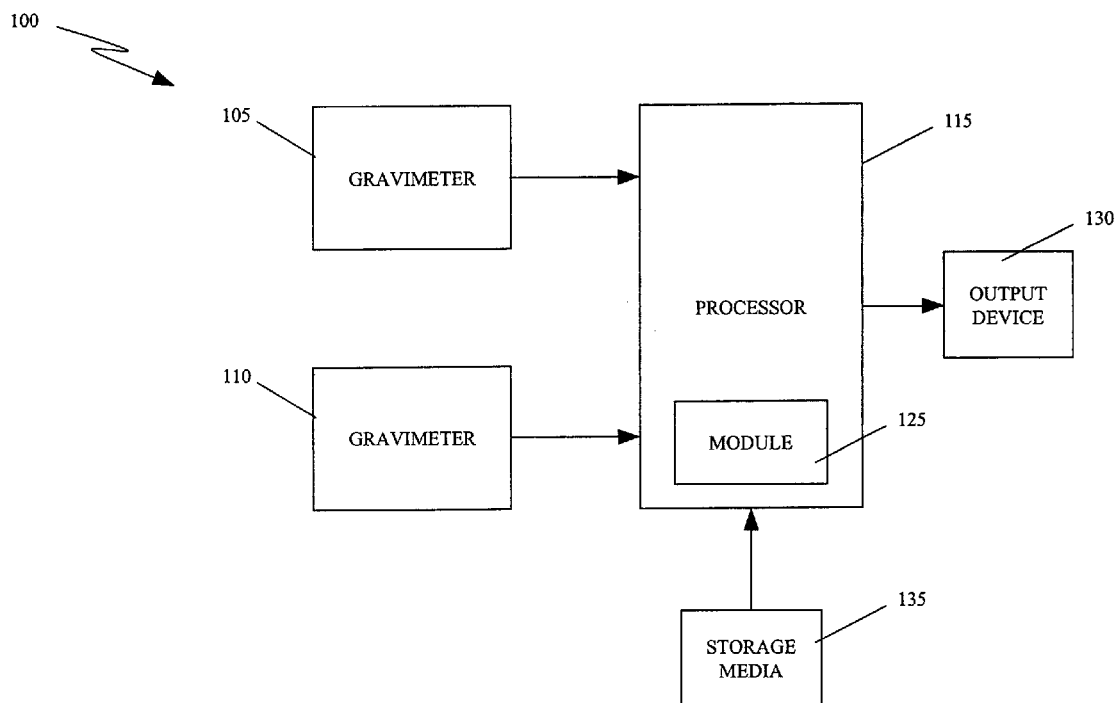 100
105
GRAVIMETER
115
PROCESSOR
130
OUTPUT
DEVICE
110
GRAVIMETER
MODULE
125
135
STORAGE
MEDIA